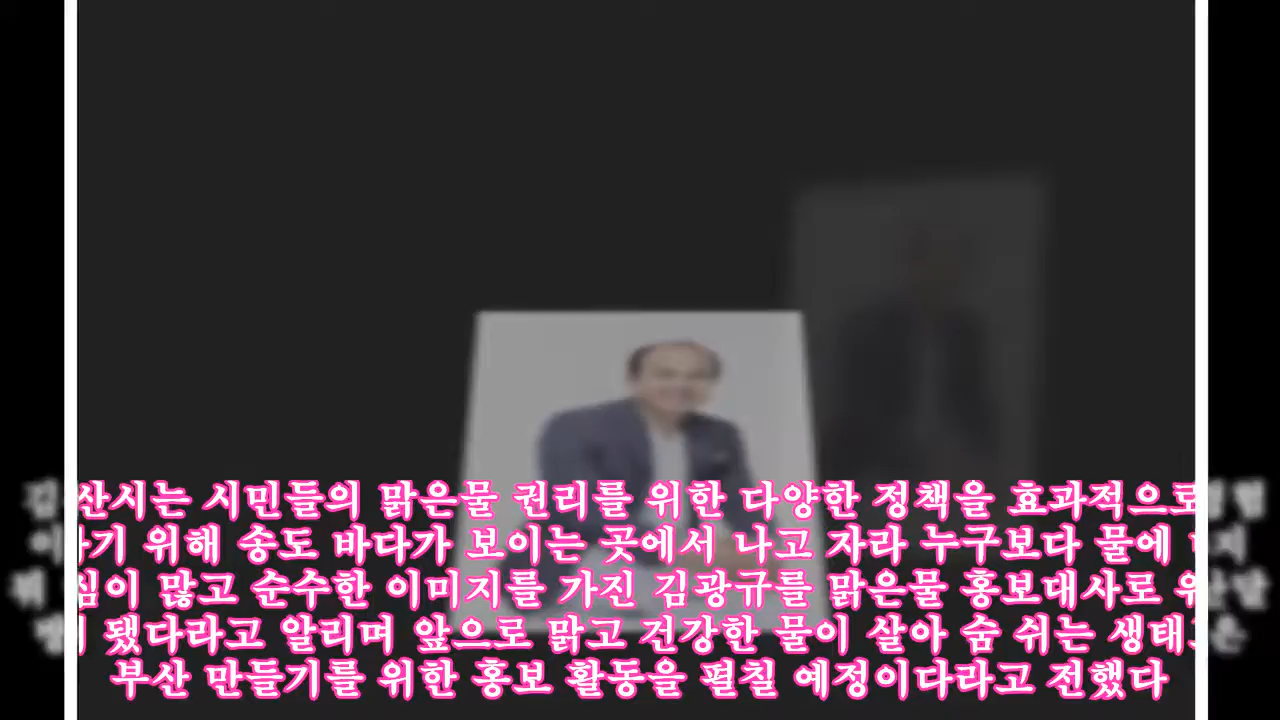 산시는 시민들의 맑은물 권리를 위한 다양한 정책을 효과적으로
기 위해 송도 바다가 보이는 곳에서 나고 자라 누구보다 물에
심이 많고 순수한 이미지를 가진 김광규를 맑은물 홍보대사로
됐다라고 알리며 앞으로 맑고 건강한 물이 살아 숨 쉬는
부산 만들기를 위한 홍보 활동을 펼칠 예정이다라고 전했다